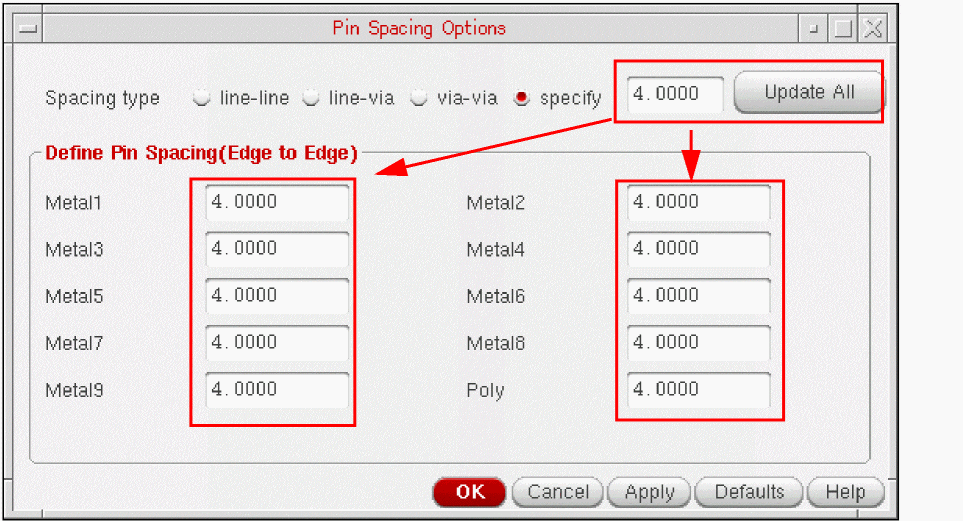 Pin Spacing Options
Spacing type line-line line-via via-via specify 4.0000 Update All
Define Pin Spacing(Edge to Edge)
Metal1 4.0000 Metal2 4.0000
Metal3 4.0000 Metal4 4.0000
Metal5 4.0000 Metal6 4.0000
Metal7 4.0000 Metal8 4.0000
Metal9 4.0000 Poly 4.0000
OK Cancel Apply Defaults Help